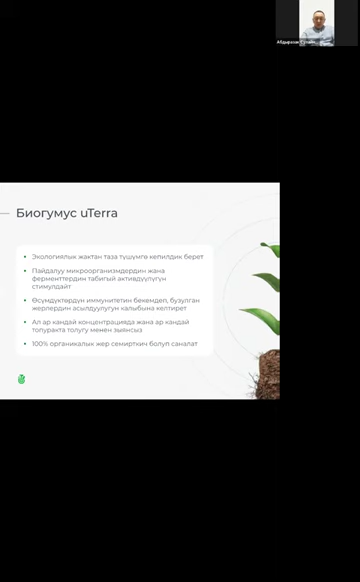 Абдыразак
Биогумус uTerra
Экологиялык жактан таза түшүмгө кепилдик берет
Пайдалуу микроорганизмдердин жана
ферменттердин табигый активдүүлүгүн
стимулдайт
Өсүмдүктөрдүн иммунитетин бекемдеп, бузулган
жерлердин асылдуулугун калыбына келтирет
Ал ар кандай концентрацияда жана ар кандай
топуракта толугу менен зыянсыз
100% органикалык жер семирткич болуп саналат